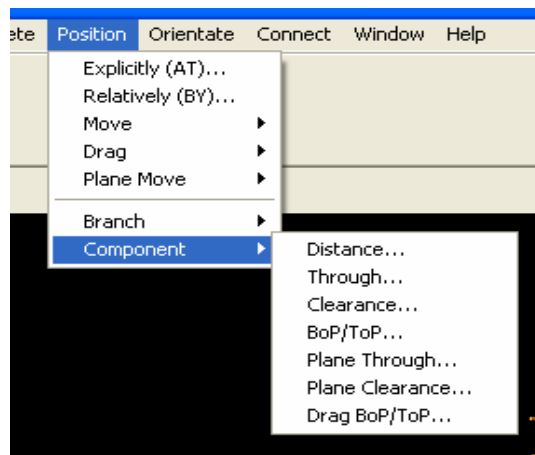 ete Position Orientate Connect Window Help
Explicitly (AT)...
Relatively (BY)...
Move
Drag
Plane Move
Branch
Component
Distance...
Through...
Clearance...
BoP/ToP...
Plane Through...
Plane Clearance...
Drag BoP/ToP...